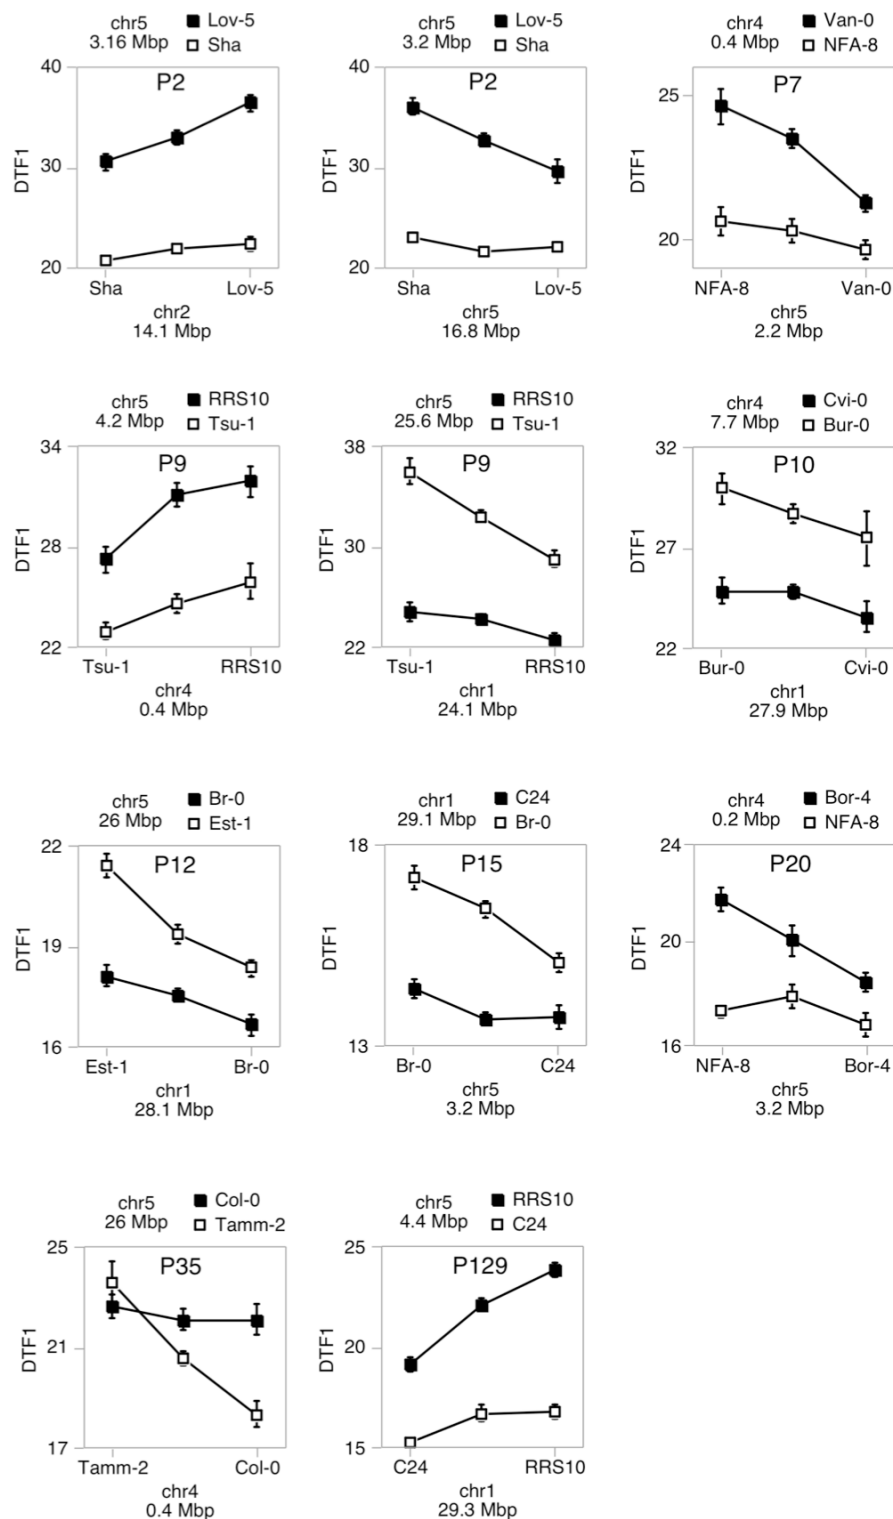 chr5
3.16 Mbp
Lov-5
Sha
40
30
20
DTF1
P2
Sha
Lov-5
chr2
14.1 Mbp
chr5
3.2 Mbp
Lov-5
Sha
40
30
20
DTF1
P2
Sha
Lov-5
chr5
16.8 Mbp
chr4
0.4 Mbp
Van-0
NFA-8
25
20
DTF1
P7
NFA-8
Van-0
chr5
2.2 Mbp
chr5
4.2 Mbp
RRS10
Tsu-1
34
28
22
DTF1
P9
Tsu-1
RRS10
chr4
0.4 Mbp
chr5
25.6 Mbp
RRS10
Tsu-1
38
30
22
DTF1
P9
Tsu-1
RRS10
chr1
24.1 Mbp
chr4
7.7 Mbp
Cvi-0
Bur-0
32
27
22
DTF1
P10
Bur-0
Cvi-0
chr1
27.9 Mbp
chr5
26 Mbp
Br-0
Est-1
22
19
16
DTF1
P12
Est-1
Br-0
chr1
28.1 Mbp
chr1
29.1 Mbp
C24
Br-0
18
13
DTF1
P15
Br-0
C24
chr5
3.2 Mbp
chr4
0.2 Mbp
Bor-4
NFA-8
24
20
16
DTF1
P20
NFA-8
Bor-4
chr5
3.2 Mbp
chr5
26 Mbp
Col-0
Tamm-2
25
21
17
DTF1
P35
Tamm-2
Col-0
chr4
0.4 Mbp
chr5
4.4 Mbp
RRS10
C24
25
20
15
DTF1
P129
C24
RRS10
chr1
29.3 Mbp